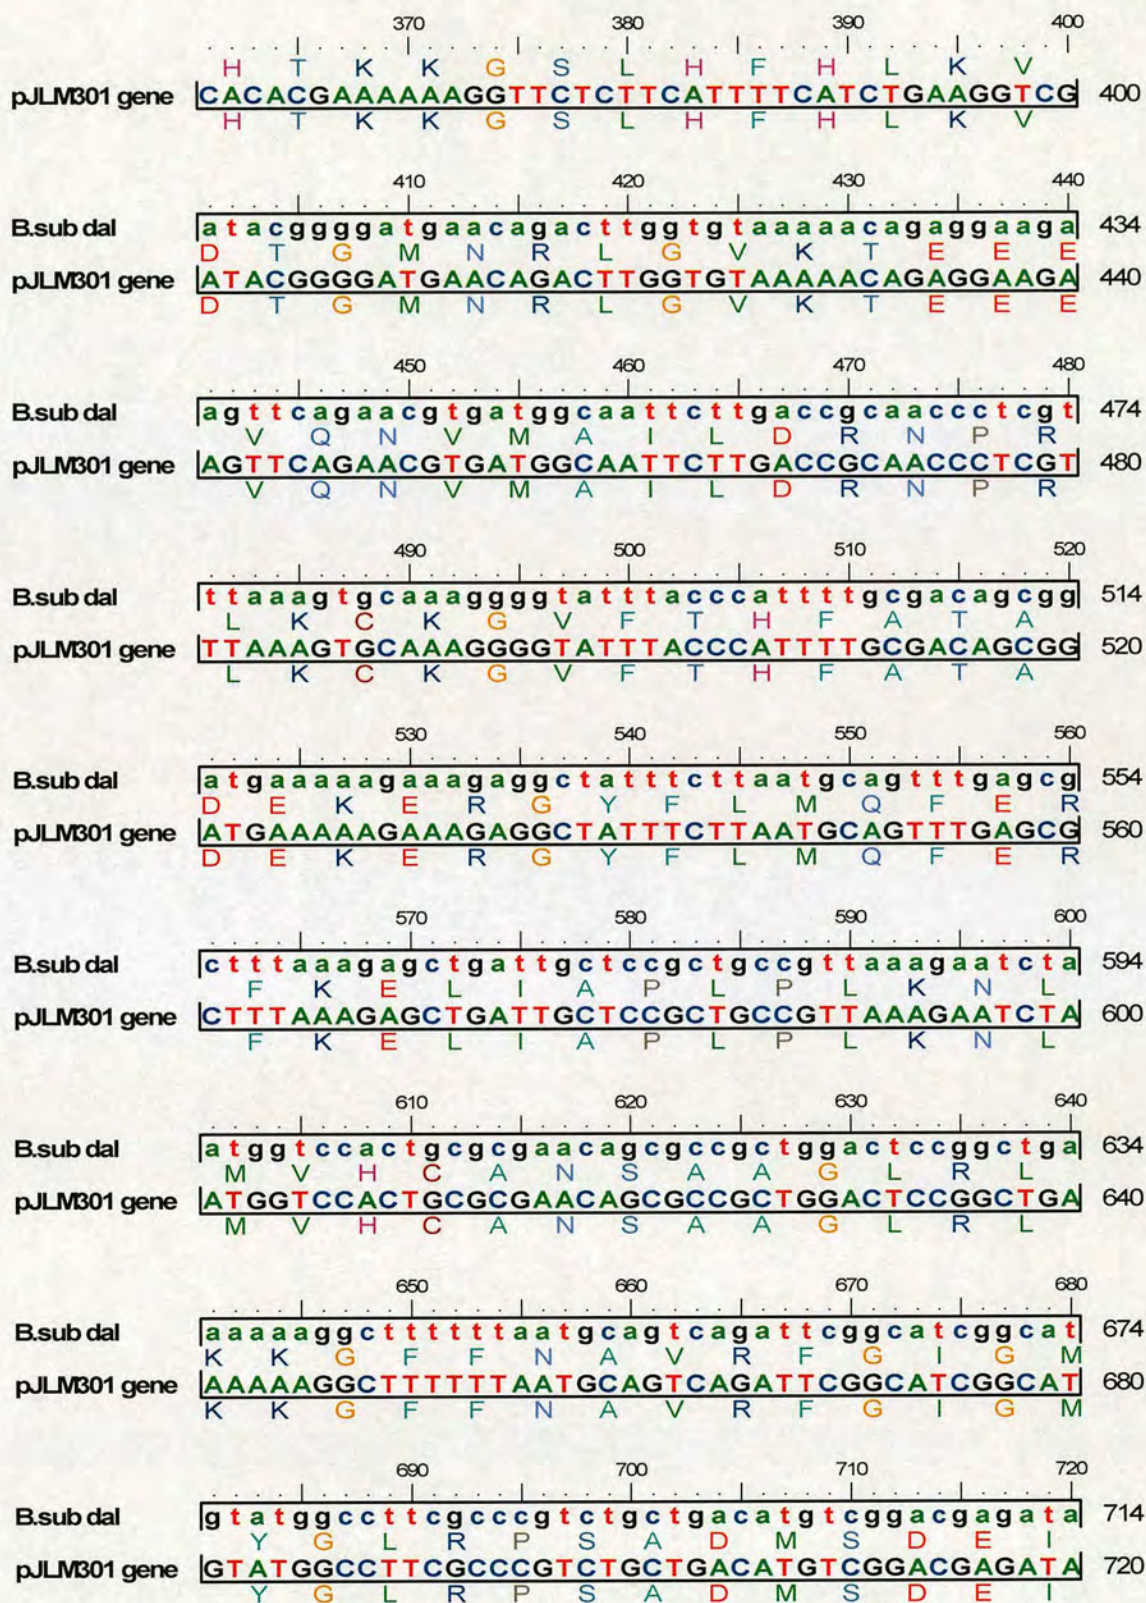 370 380 390 400
H T K K G S L H F H L K V
pJLM301 gene CACACGAAAAAAGGTTCTCTTCATTTTCATCTGAAGGTCG 400
H T K K G S L H F H L K V
410 420 430 440
B.sub dal atacggggatgaacagacttggtgtaaaaacagaggaaga 434
D T G M N R L G V K T E E E
pJLM301 gene ATACGGGGATGAACAGACTTGGTGTAAAAACAGAGGAAGA 440
D T G M N R L G V K T E E E
450 460 470 480
B.sub dal agttcagaacgtgatggcaattcttgaccgcaaccctcgt 474
V Q N V M A I L D R N P R
pJLM301 gene AGTTCAGAACGTGATGGCAATTCTTGACCGCAACCCTCGT 480
V Q N V M A I L D R N P R
490 500 510 520
B.sub dal ttaaagtgcaaaggggtatttacccattttgcgacagcgg 514
L K C K G V F T H F A T A
pJLM301 gene TTAAAGTGCAAAGGGGTATTTACCCATTTTGCGACAGCGG 520
L K C K G V F T H F A T A
530 540 550 560
B.sub dal atgaaaaagaaagaggctatttcttaatgcagtttgagcg 554
D E K E R G Y F L M Q F E R
pJLM301 gene ATGAAAAAGAAAGAGGCTATTTCTTAATGCAGTTTGAGCG 560
D E K E R G Y F L M Q F E R
570 580 590 600
B.sub dal ctttaaagagctgattgctccgctgccgttaaagaatcta 594
F K E L I A P L P L K N L
pJLM301 gene CTTTAAAGAGCTGATTGCTCCGCTGCCGTTAAAGAATCTA 600
F K E L I A P L P L K N L
610 620 630 640
B.sub dal atggtccactgcgcgaacagcgccgctggactccggctga 634
M V H C A N S A A G L R L
pJLM301 gene ATGGTCCACTGCGCGAACAGCGCCGCTGGACTCCGGCTGA 640
M V H C A N S A A G L R L
650 660 670 680
B.sub dal aaaaaggcttttttaatgcagtcagattcggcatcggcat 674
K K G F F N A V R F G I G M
pJLM301 gene AAAAAGGCTTTTTTAATGCAGTCAGATTCGGCATCGGCAT 680
K K G F F N A V R F G I G M
690 700 710 720
B.sub dal gtatggccttcgcccgtctgctgacatgtcggacgagata 714
Y G L R P S A D M S D E I
pJLM301 gene GTATGGCCTTCGCCCGTCTGCTGACATGTCGGACGAGATA 720
Y G L R P S A D M S D E I